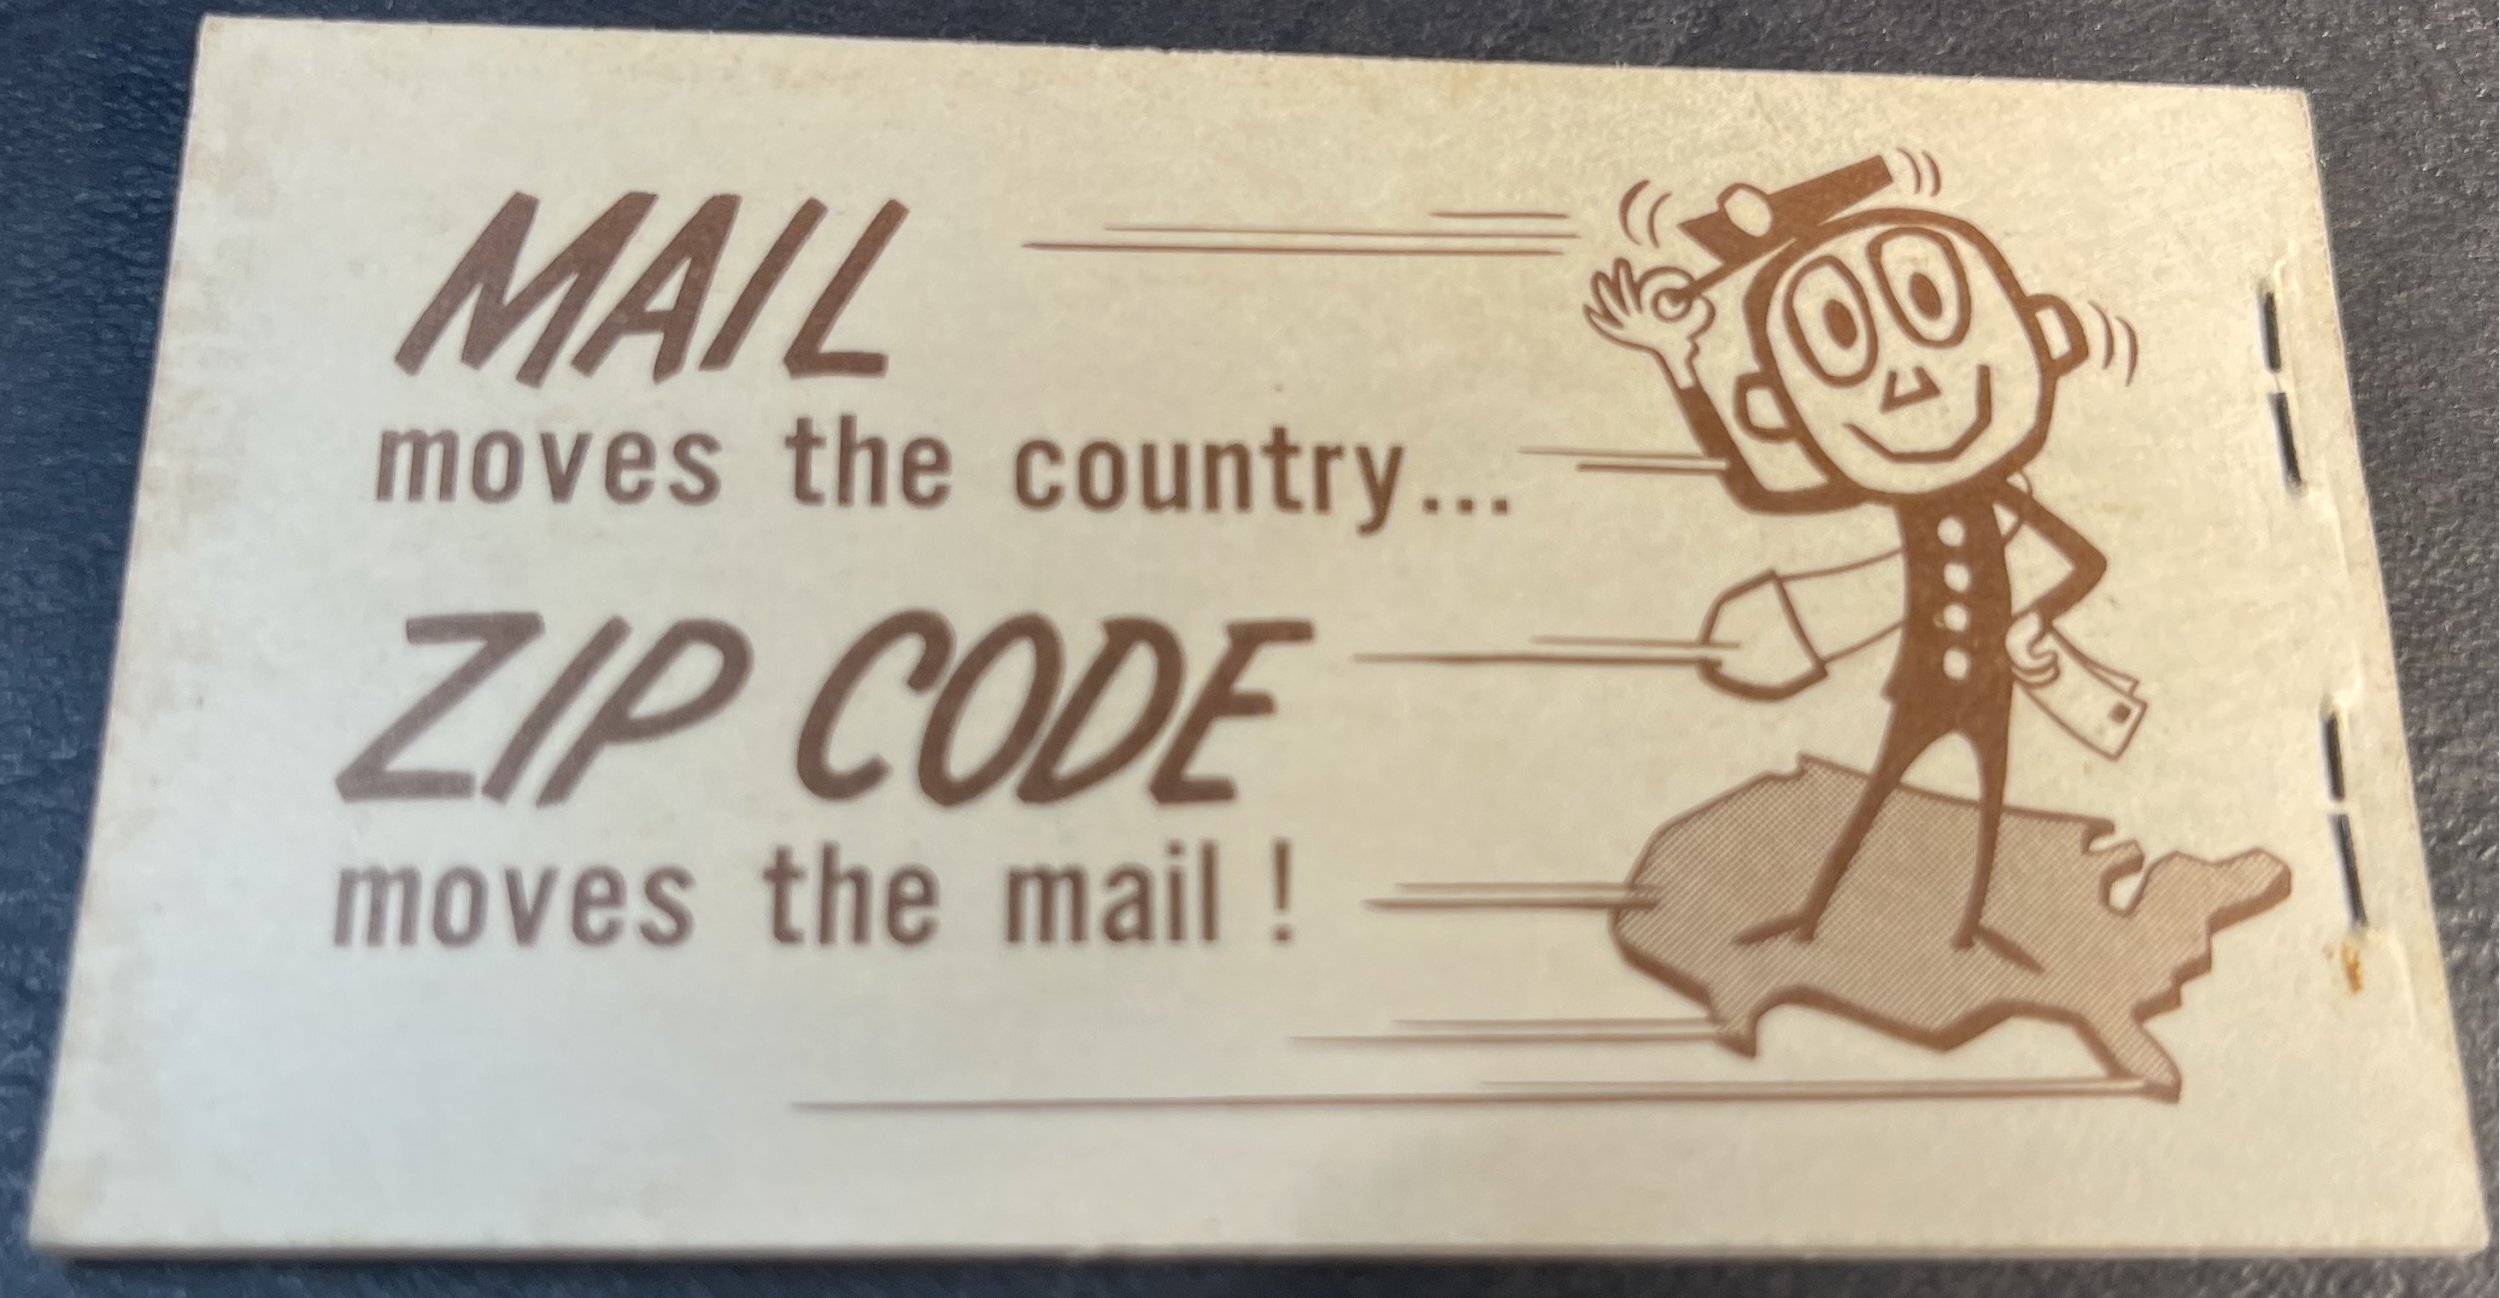 MAIL
moves the country...
ZIP CODE
moves the mail!